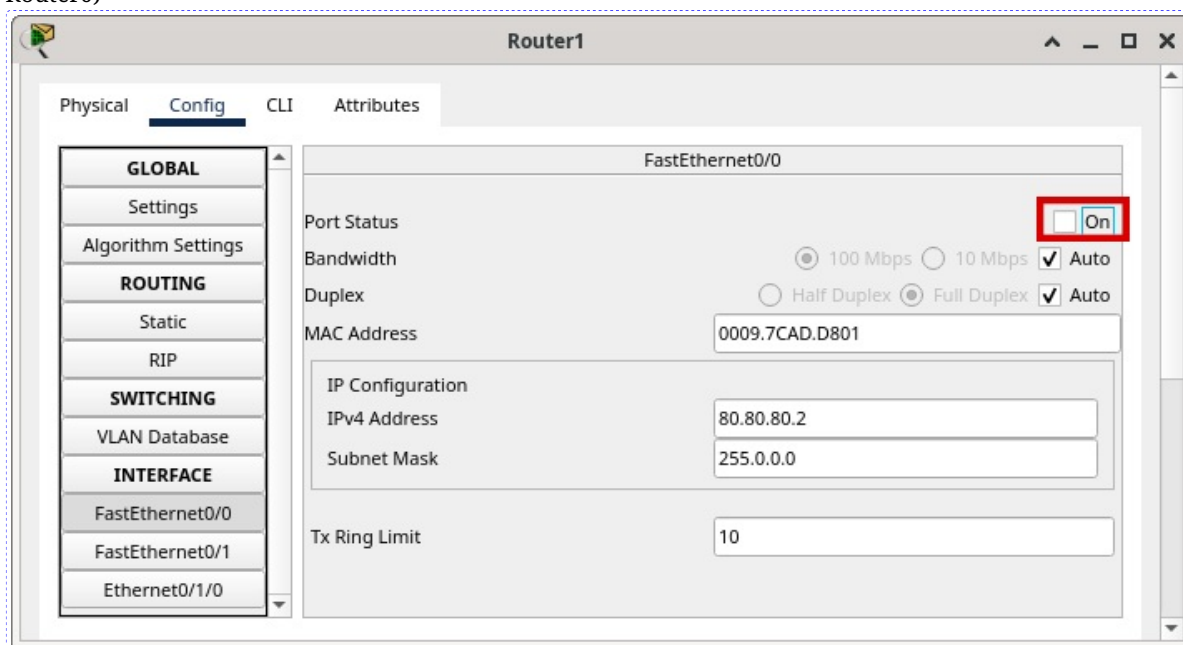 Router0)
Router1
Physical Config CLI Attributes
GLOBAL
Settings
Algorithm Settings
ROUTING
Static
RIP
SWITCHING
VLAN Database
INTERFACE
FastEthernet0/0
FastEthernet0/1
Ethernet0/1/0
FastEthernet0/0
Port Status On
Bandwidth 100 Mbps 10 Mbps Auto
Duplex Half Duplex Full Duplex Auto
MAC Address 0009.7CAD.D801
IP Configuration
IPv4 Address 80.80.80.2
Subnet Mask 255.0.0.0
Tx Ring Limit 10